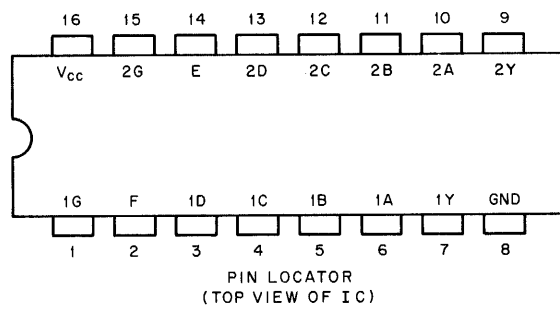 16 15 14 13 12 11 10 9
Vcc 2G E 2D 2C 2B 2A 2Y
1G F 1D 1C 1B 1A 1Y GND
1 2 3 4 5 6 7 8
PIN LOCATOR
(TOP VIEW OF IC)